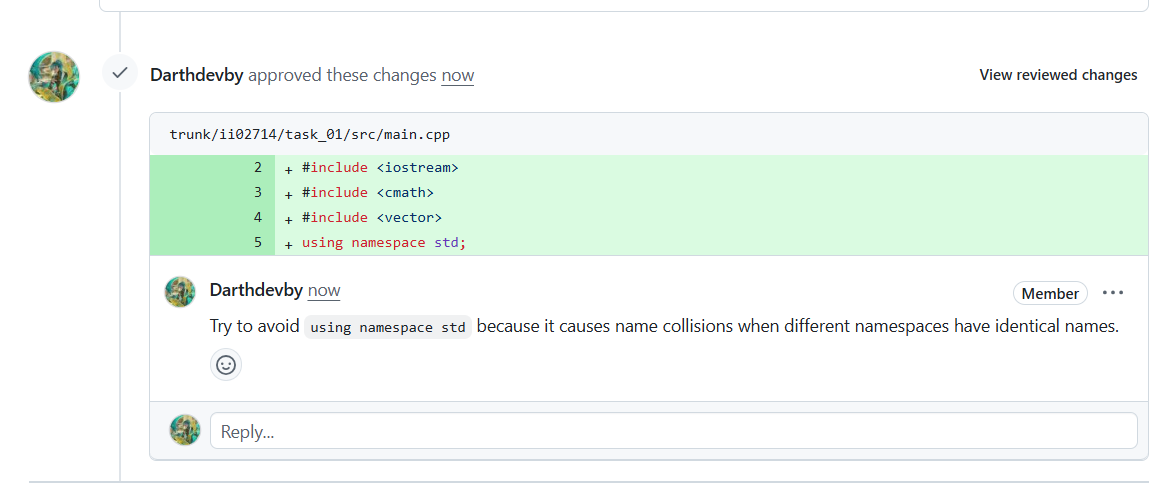 Darthdevby approved these changes now
View reviewed changes
trunk/ii02714/task_01/src/main.cpp
2 + #include <iostream>
3 + #include <cmath>
4 + #include <vector>
5 + using namespace std;
Darthdevby now
Member
Try to avoid using namespace std because it causes name collisions when different namespaces have identical names.
Reply...